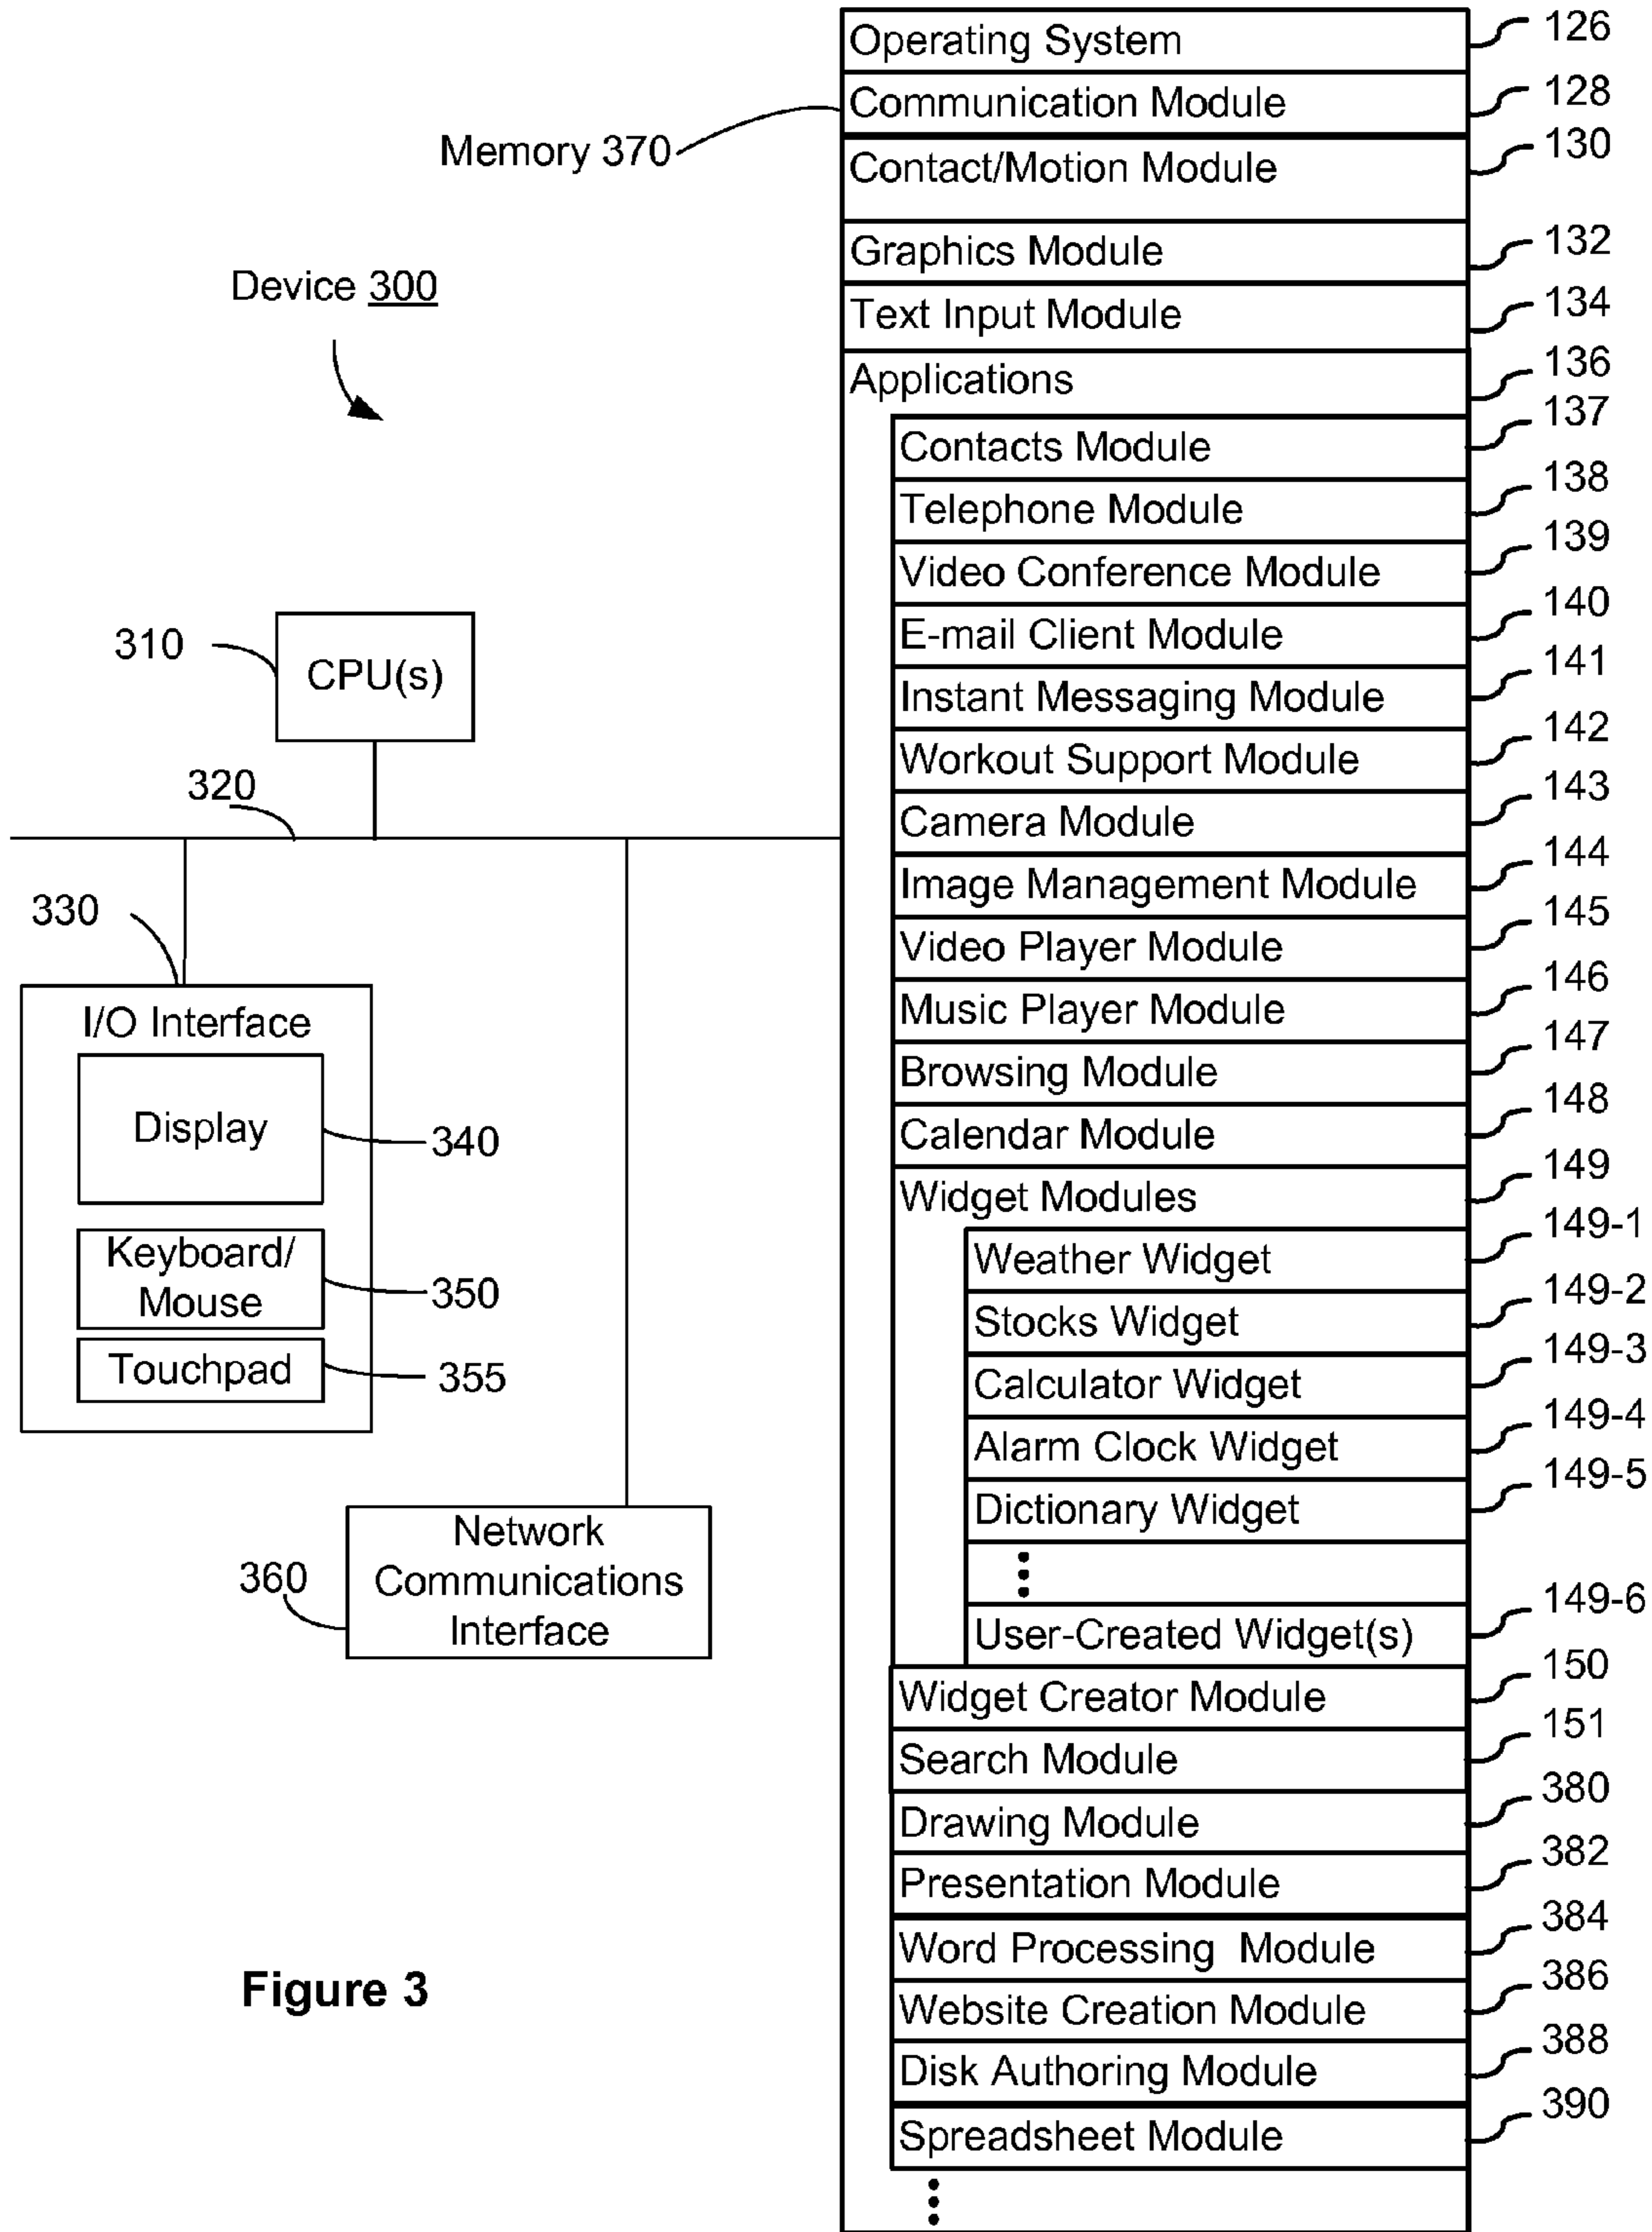 Device 300
Memory 370
310
CPU(s)
320
330
I/O Interface
Display
340
Keyboard/
Mouse
350
Touchpad
355
Network
Communications
Interface
360
Operating System 126
Communication Module 128
Contact/Motion Module 130
Graphics Module 132
Text Input Module 134
Applications 136
Contacts Module 137
Telephone Module 138
Video Conference Module 139
E-mail Client Module 140
Instant Messaging Module 141
Workout Support Module 142
Camera Module 143
Image Management Module 144
Video Player Module 145
Music Player Module 146
Browsing Module 147
Calendar Module 148
Widget Modules 149
Weather Widget 149-1
Stocks Widget 149-2
Calculator Widget 149-3
Alarm Clock Widget 149-4
Dictionary Widget 149-5
User-Created Widget(s) 149-6
Widget Creator Module 150
Search Module 151
Drawing Module 380
Presentation Module 382
Word Processing Module 384
Website Creation Module 386
Disk Authoring Module 388
Spreadsheet Module 390
Figure 3